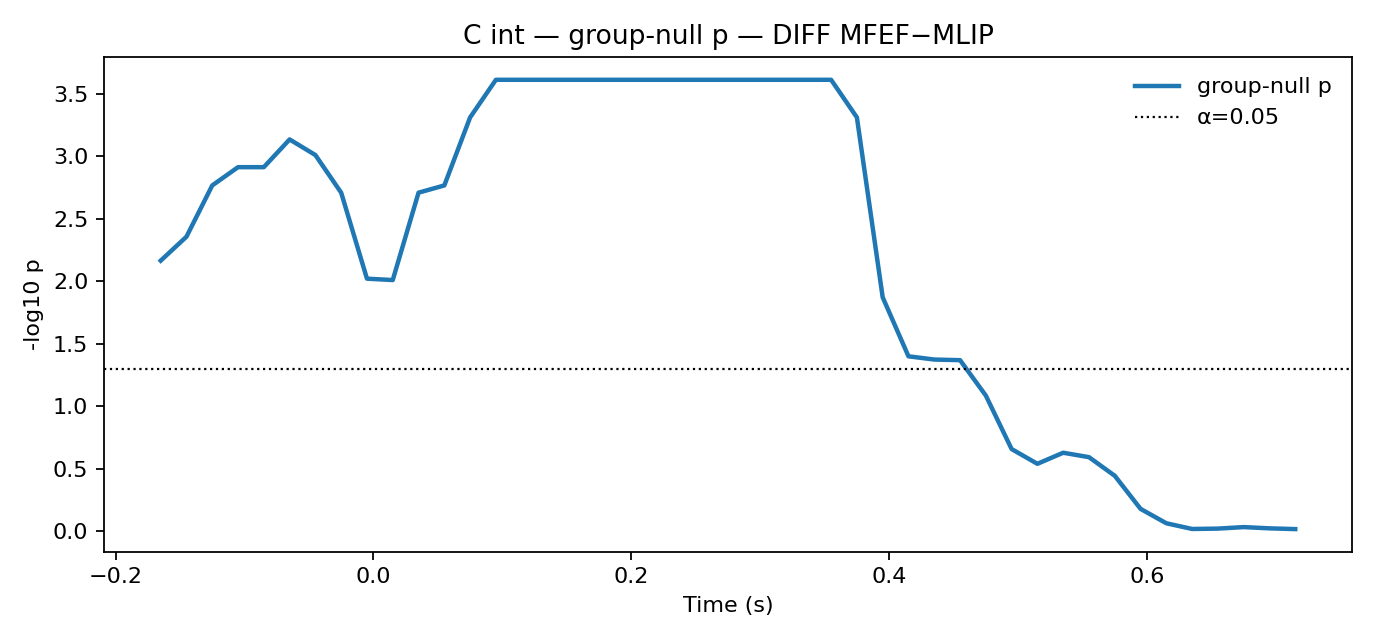 C int — group-null p — DIFF MFEF−MLIP
-log10 p
3.5
3.0
2.5
2.0
1.5
1.0
0.5
0.0
group-null p
α=0.05
−0.2
0.0
0.2
0.4
0.6
Time (s)